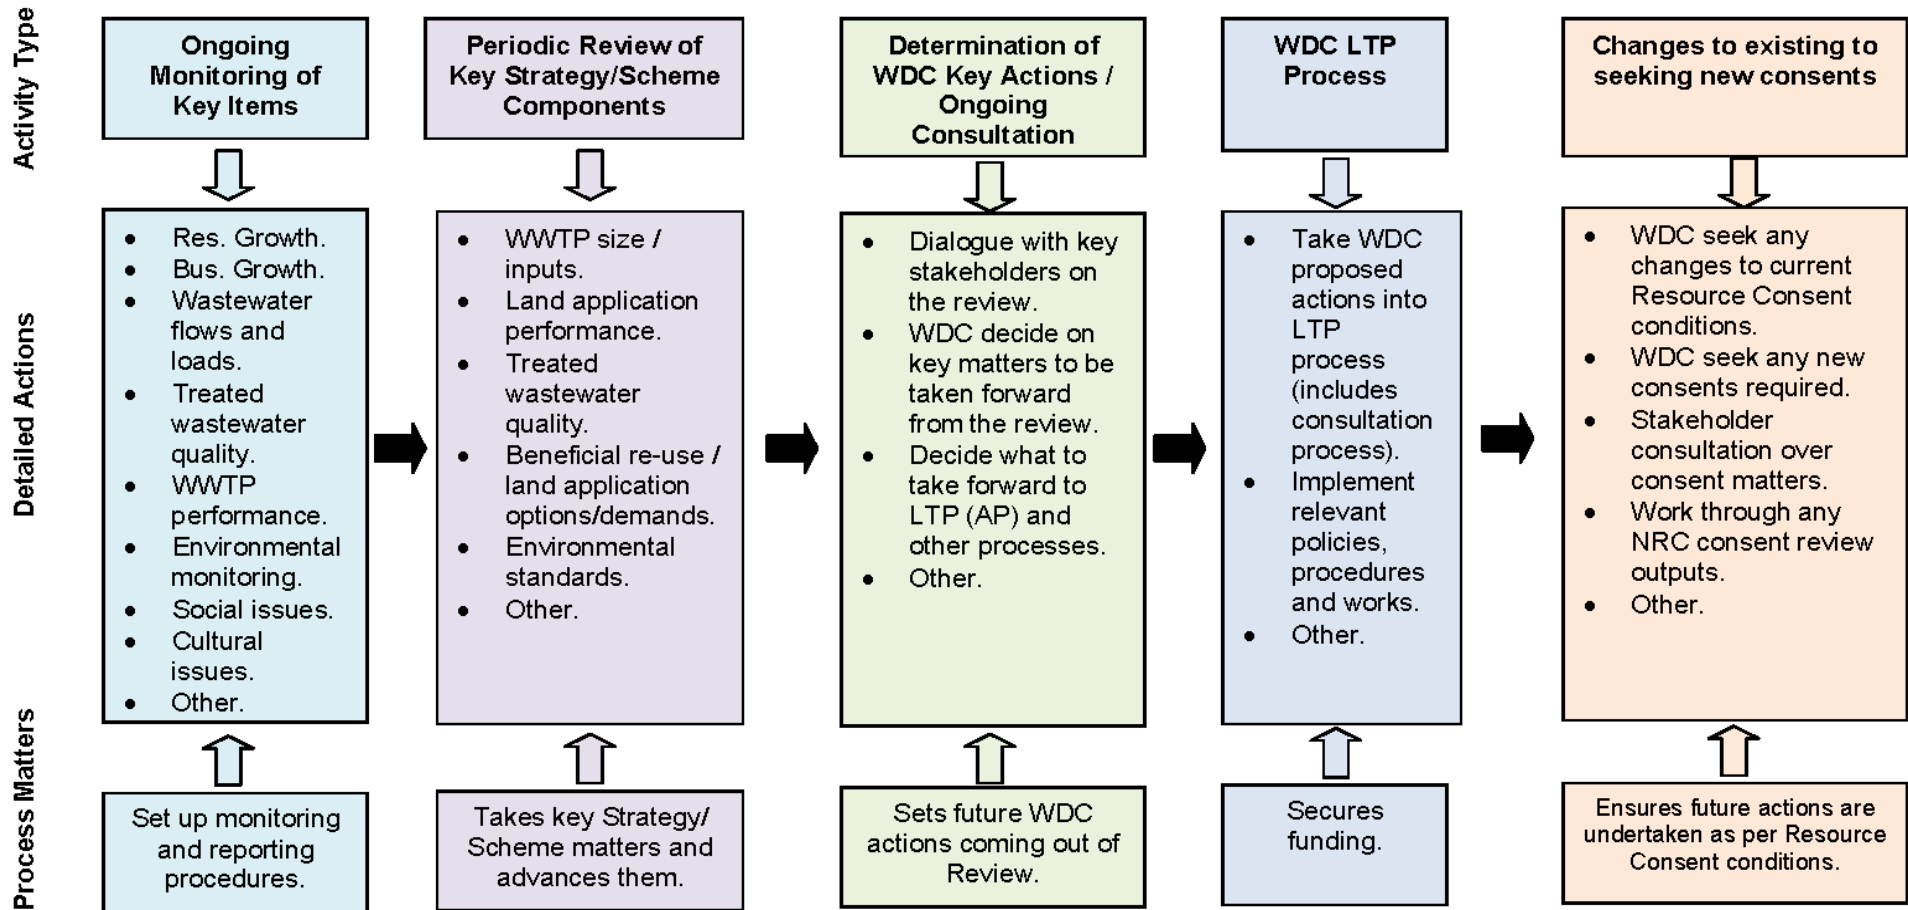 Activity Type
Ongoing
Monitoring of
Key Items
Periodic Review of
Key Strategy/Scheme
Components
Determination of
WDC Key Actions /
Ongoing
Consultation
WDC LTP
Process
Changes to existing to
seeking new consents
Detailed Actions
• Res. Growth.
• Bus. Growth.
• Wastewater
flows and
loads.
• Treated
wastewater
quality.
• WWTP
performance.
• Environmental
monitoring.
• Social issues.
• Cultural
issues.
• Other.
• WWTP size /
inputs.
• Land application
performance.
• Treated
wastewater
quality.
• Beneficial re-use /
land application
options/demands.
• Environmental
standards.
• Other.
• Dialogue with key
stakeholders on
the review.
• WDC decide on
key matters to be
taken forward
from the review.
• Decide what to
take forward to
LTP (AP) and
other processes.
• Other.
• Take WDC
proposed
actions into
LTP
process
(includes
consultation
process).
• Implement
relevant
policies,
procedures
and works.
• Other.
• WDC seek any
changes to current
Resource Consent
conditions.
• WDC seek any new
consents required.
• Stakeholder
consultation over
consent matters.
• Work through any
NRC consent review
outputs.
• Other.
Process Matters
Set up monitoring
and reporting
procedures.
Takes key Strategy/
Scheme matters and
advances them.
Sets future WDC
actions coming out of
Review.
Secures
funding.
Ensures future actions are
undertaken as per Resource
Consent conditions.